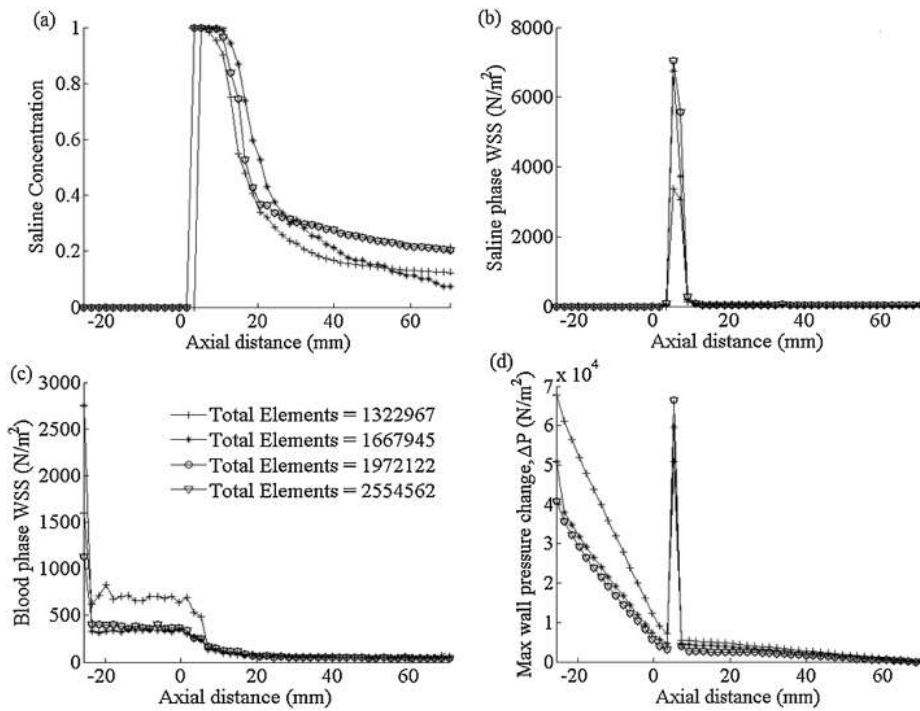 (a)
Saline Concentration
1
0.8
0.6
0.4
0.2
0
-20 0 20 40 60
Axial distance (mm)
(b)
Saline phase WSS (N/m²)
8000
6000
4000
2000
0
-20 0 20 40 60
Axial distance (mm)
(c)
Blood phase WSS (N/m²)
3000
2500
2000
1500
1000
500
0
Total Elements = 1322967
Total Elements = 1667945
Total Elements = 1972122
Total Elements = 2554562
-20 0 20 40 60
Axial distance (mm)
(d)
Max wall pressure change, ΔP (N/m²)
x 10⁴
7
6
5
4
3
2
1
0
-20 0 20 40 60
Axial distance (mm)